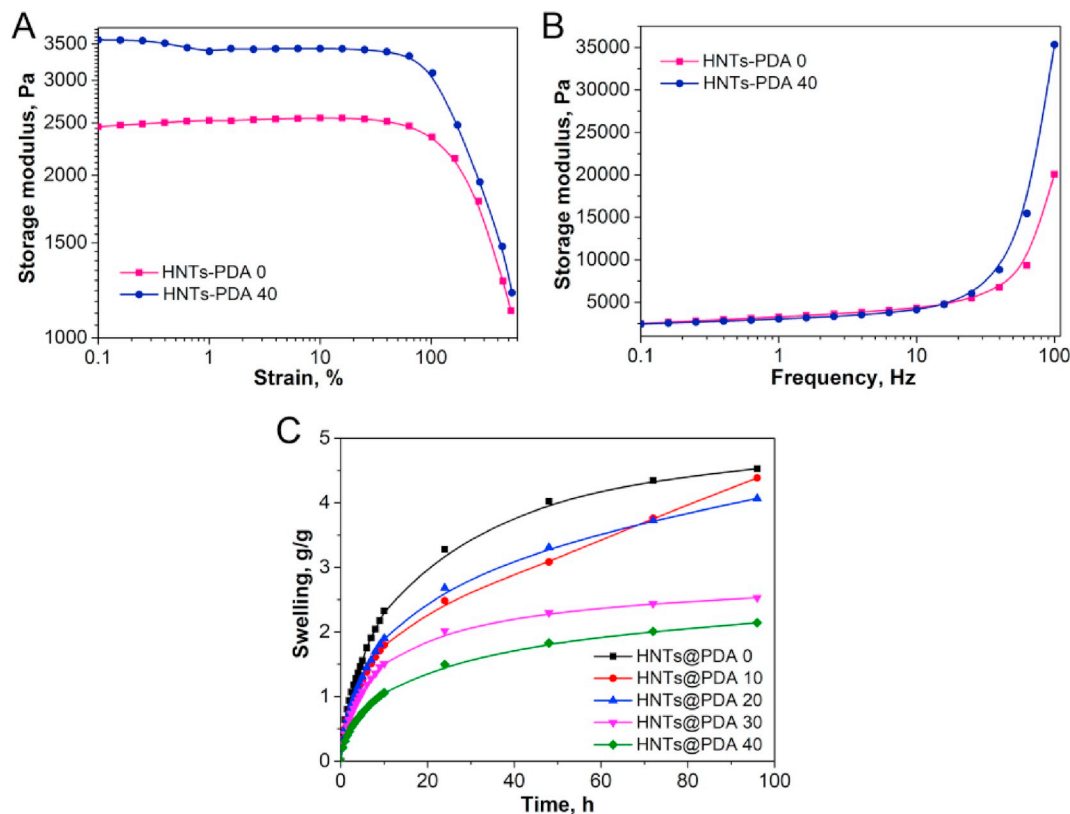 A
Storage modulus, Pa
3500
3000
2500
2000
1500
1000
HNTs-PDA 0
HNTs-PDA 40
0.1 1 10 100
Strain, %
B
Storage modulus, Pa
35000
30000
25000
20000
15000
10000
5000
HNTs-PDA 0
HNTs-PDA 40
0.1 1 10 100
Frequency, Hz
C
Swelling, g/g
5
4
3
2
1
0
HNTs@PDA 0
HNTs@PDA 10
HNTs@PDA 20
HNTs@PDA 30
HNTs@PDA 40
0 20 40 60 80 100
Time, h